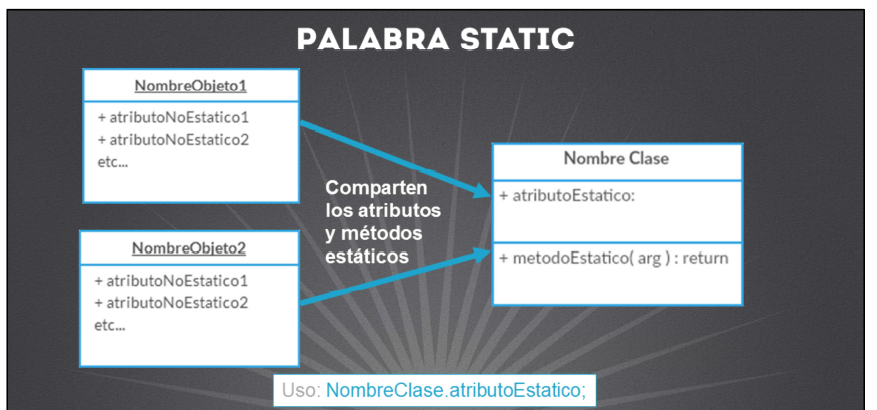 PALABRA STATIC
NombreObjeto1
+ atributoNoEstatico1
+ atributoNoEstatico2
etc...
Comparten
los atributos
y métodos
estáticos
Nombre Clase
+ atributoEstatico:
+ metodoEstatico( arg ) : return
NombreObjeto2
+ atributoNoEstatico1
+ atributoNoEstatico2
etc...
Uso: NombreClase.atributoEstatico;